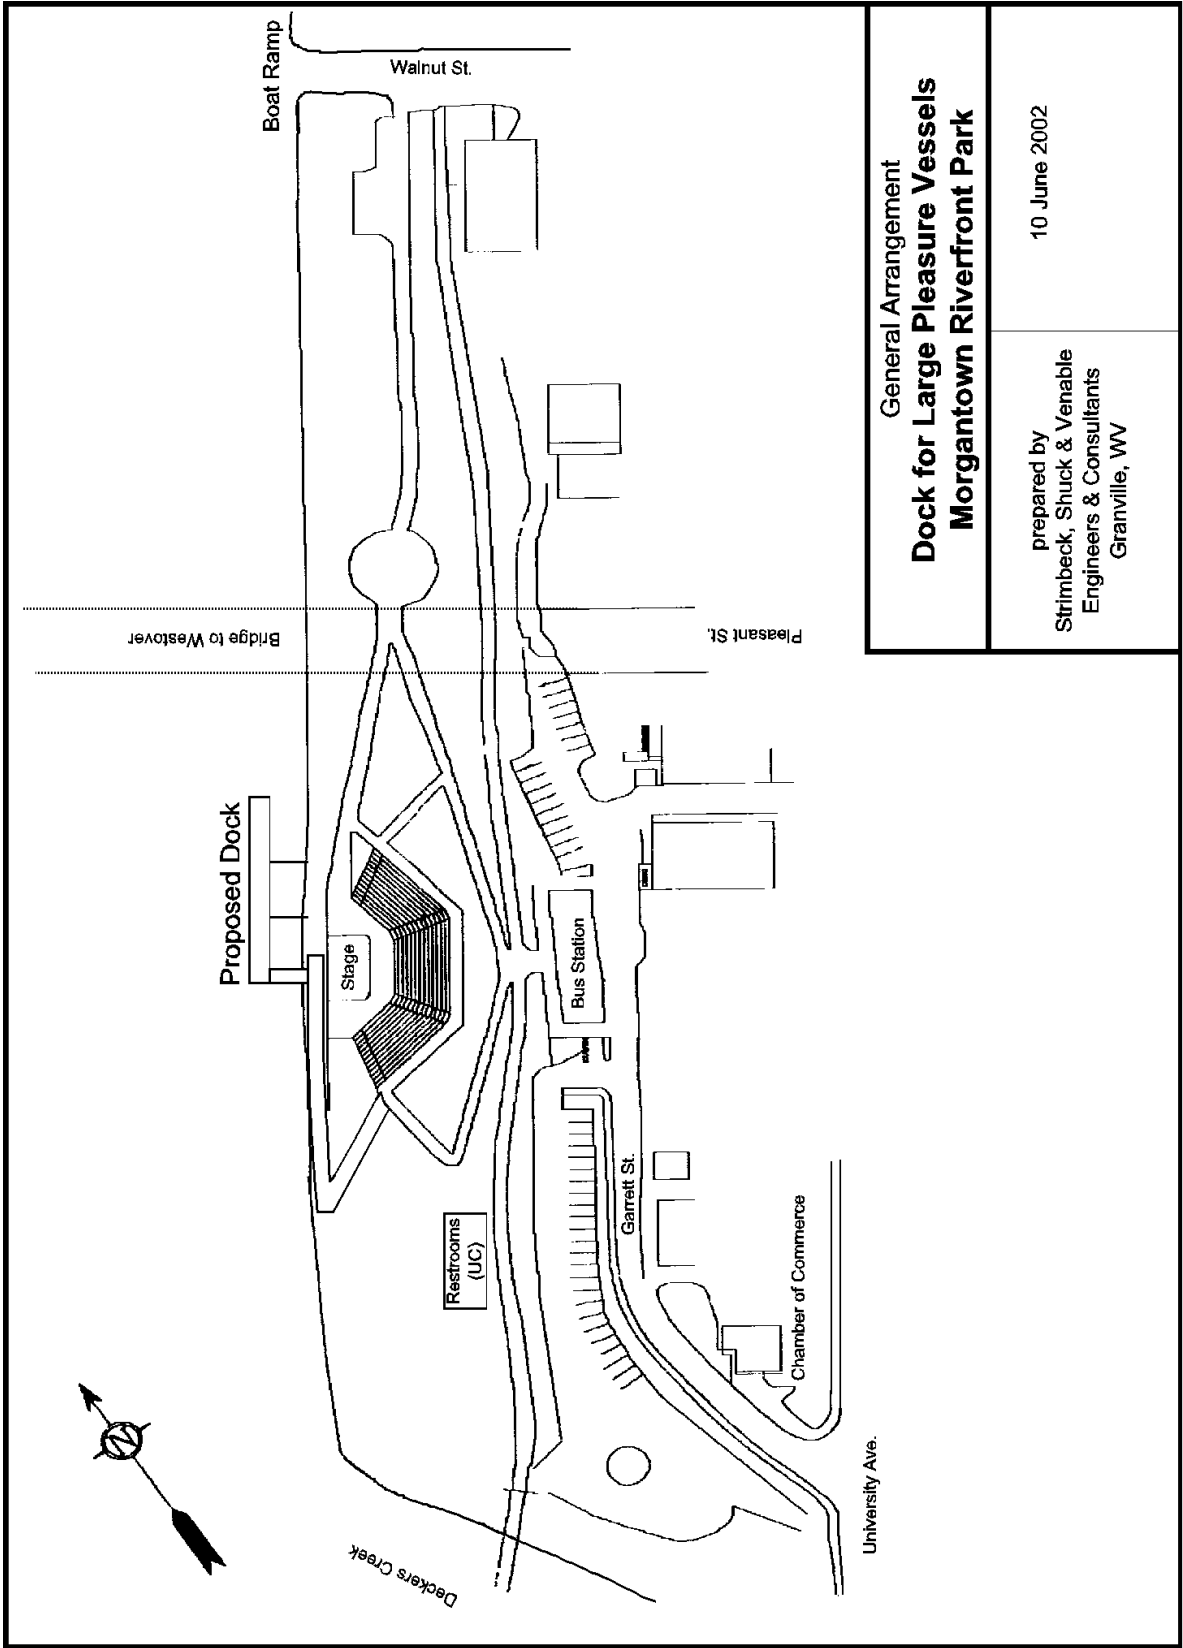 Boat Ramp
Walnut St.
Bridge to Westover
Pleasant St.
Proposed Dock
Stage
Bus Station
Restrooms
(UC)
Garrett St.
Chamber of Commerce
University Ave.
Deckers Creek
N
General Arrangement
Dock for Large Pleasure Vessels
Morgantown Riverfront Park
prepared by
Strimbeck, Shuck & Venable
Engineers & Consultants
Granville, WV
10 June 2002